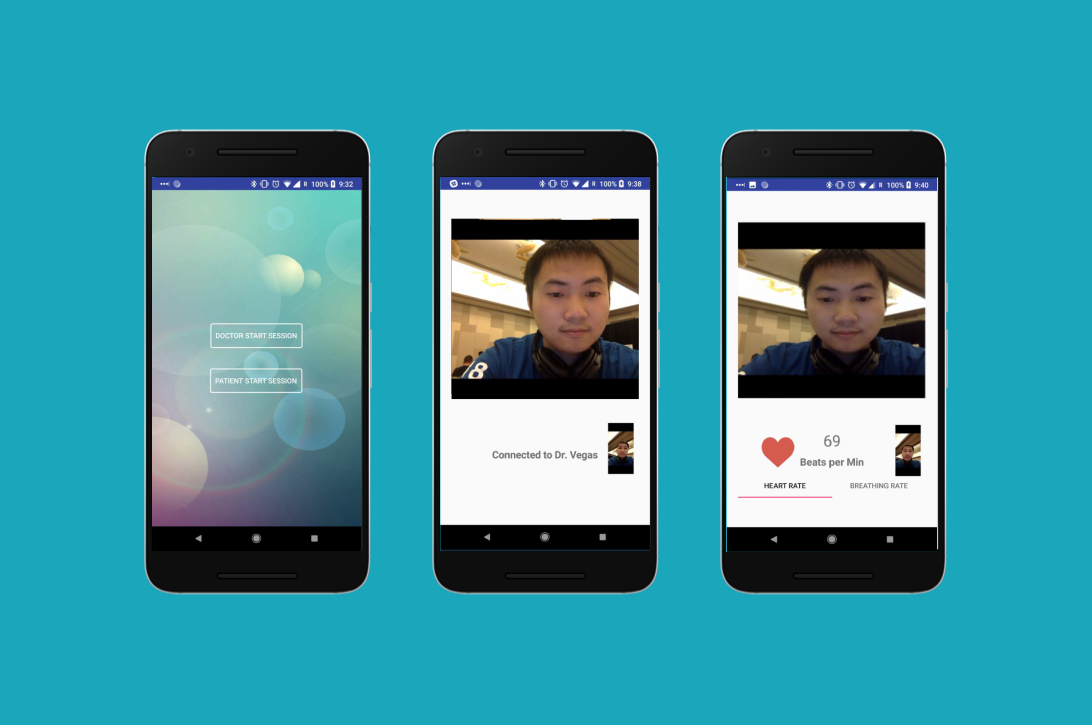 R 100% 9:32
DOCTOR START SESSION
PATIENT START SESSION
R 100% 9:38
8
Connected to Dr. Vegas
R 100% 9:40
69
Beats per Min
HEART RATE
BREATHING RATE